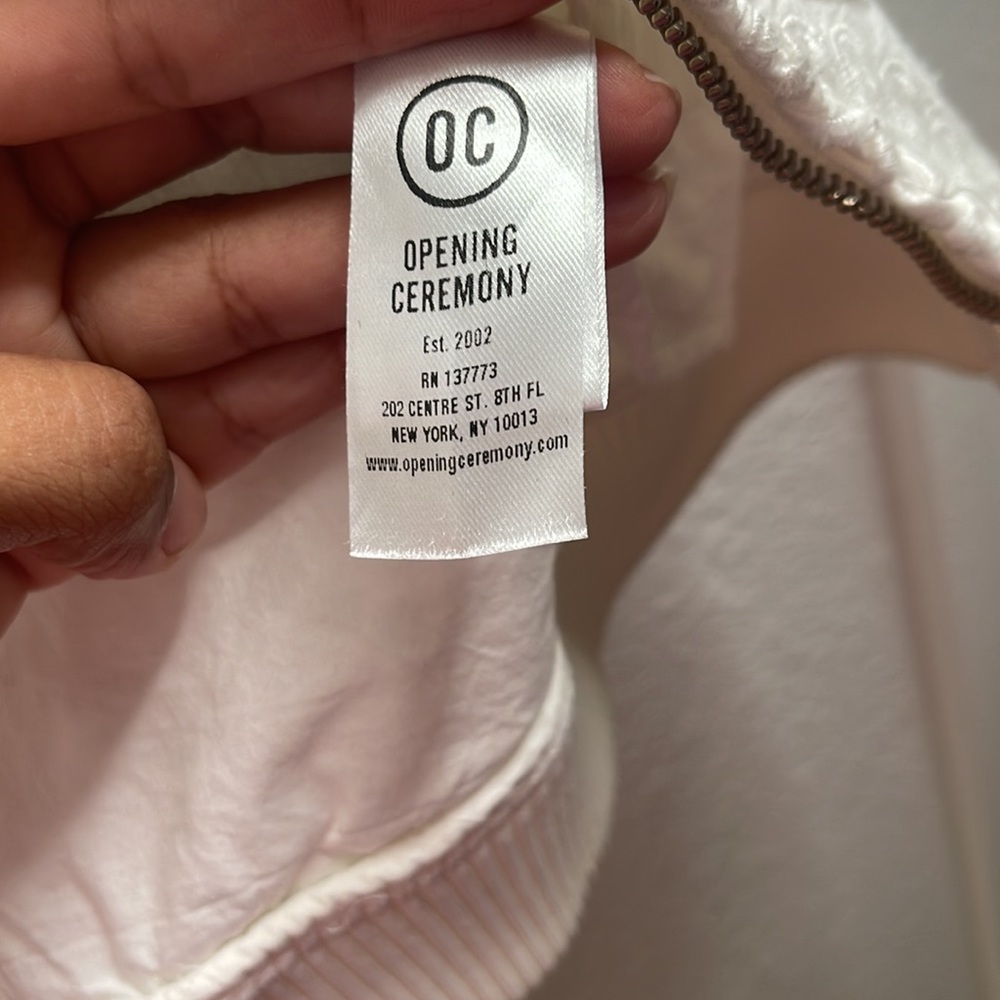 OC
OPENING
CEREMONY
Est. 2002
RN 137773
202 CENTRE ST. 8TH FL
NEW YORK, NY 10013
www.openingceremony.com